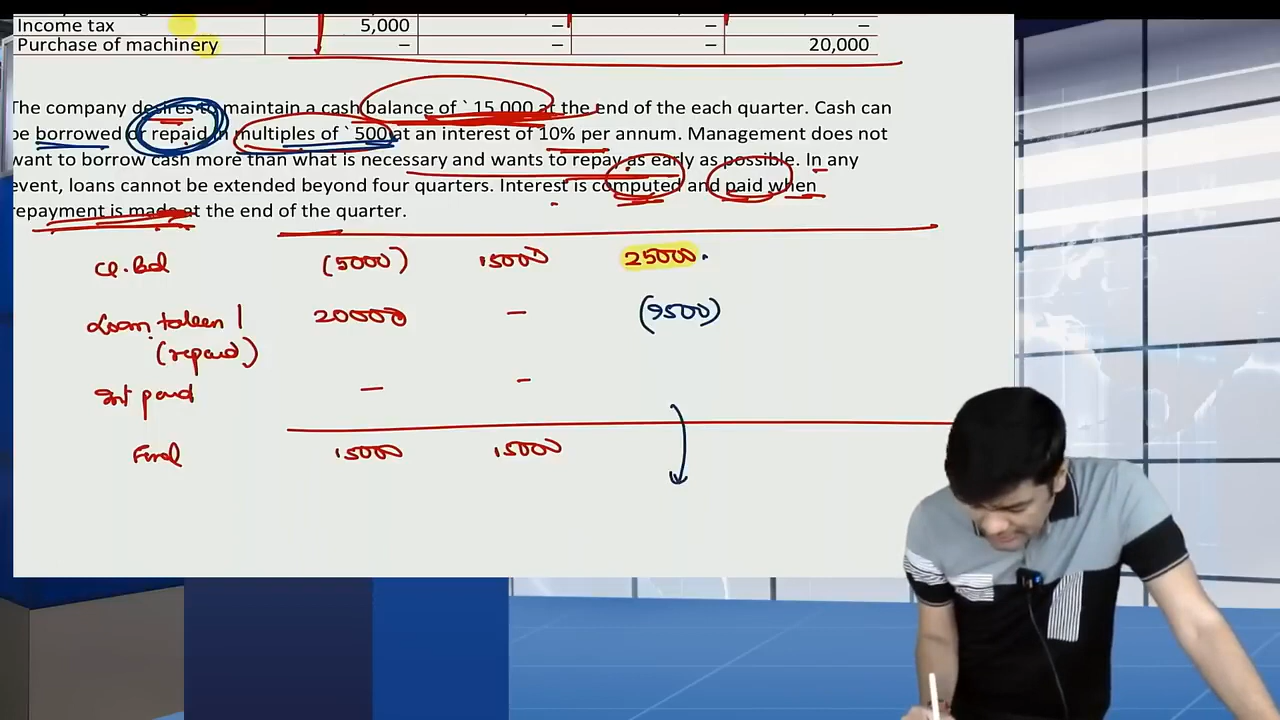 Income tax 5,000 – – –
Purchase of machinery – – – 20,000
The company desires to maintain a cash balance of ` 15,000 at the end of the each quarter. Cash can
be borrowed or repaid in multiples of ` 500 at an interest of 10% per annum. Management does not
want to borrow cash more than what is necessary and wants to repay as early as possible. In any
event, loans cannot be extended beyond four quarters. Interest is computed and paid when
repayment is made at the end of the quarter.
Cl. Bal (5000) 15000 25000
Loan taken / 20000 – (9500)
(repaid)
Int paid – –
Final 15000 15000